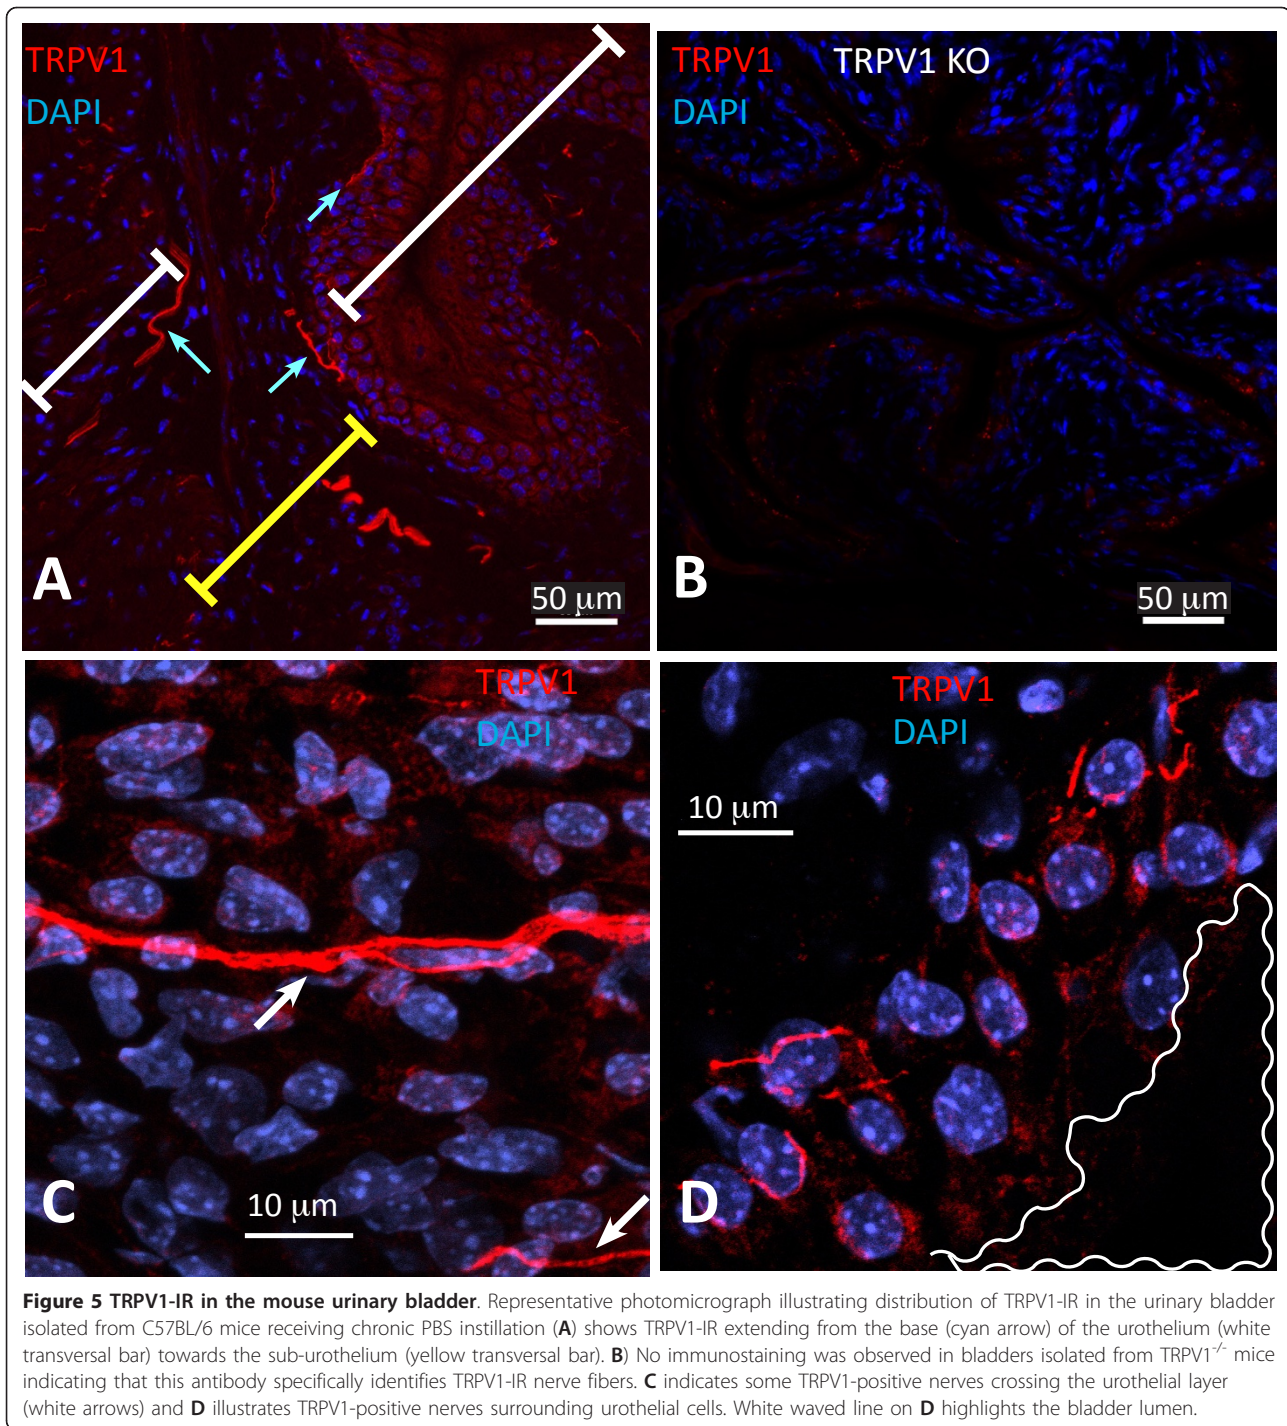 TRPV1
DAPI
A
50 μm
TRPV1 TRPV1 KO
DAPI
B
50 μm
TRPV1
DAPI
C
10 μm
TRPV1
DAPI
10 μm
D
Figure 5 TRPV1-IR in the mouse urinary bladder. Representative photomicrograph illustrating distribution of TRPV1-IR in the urinary bladder
isolated from C57BL/6 mice receiving chronic PBS instillation (A) shows TRPV1-IR extending from the base (cyan arrow) of the urothelium (white
transversal bar) towards the sub-urothelium (yellow transversal bar). B) No immunostaining was observed in bladders isolated from TRPV1-/- mice
indicating that this antibody specifically identifies TRPV1-IR nerve fibers. C indicates some TRPV1-positive nerves crossing the urothelial layer
(white arrows) and D illustrates TRPV1-positive nerves surrounding urothelial cells. White waved line on D highlights the bladder lumen.